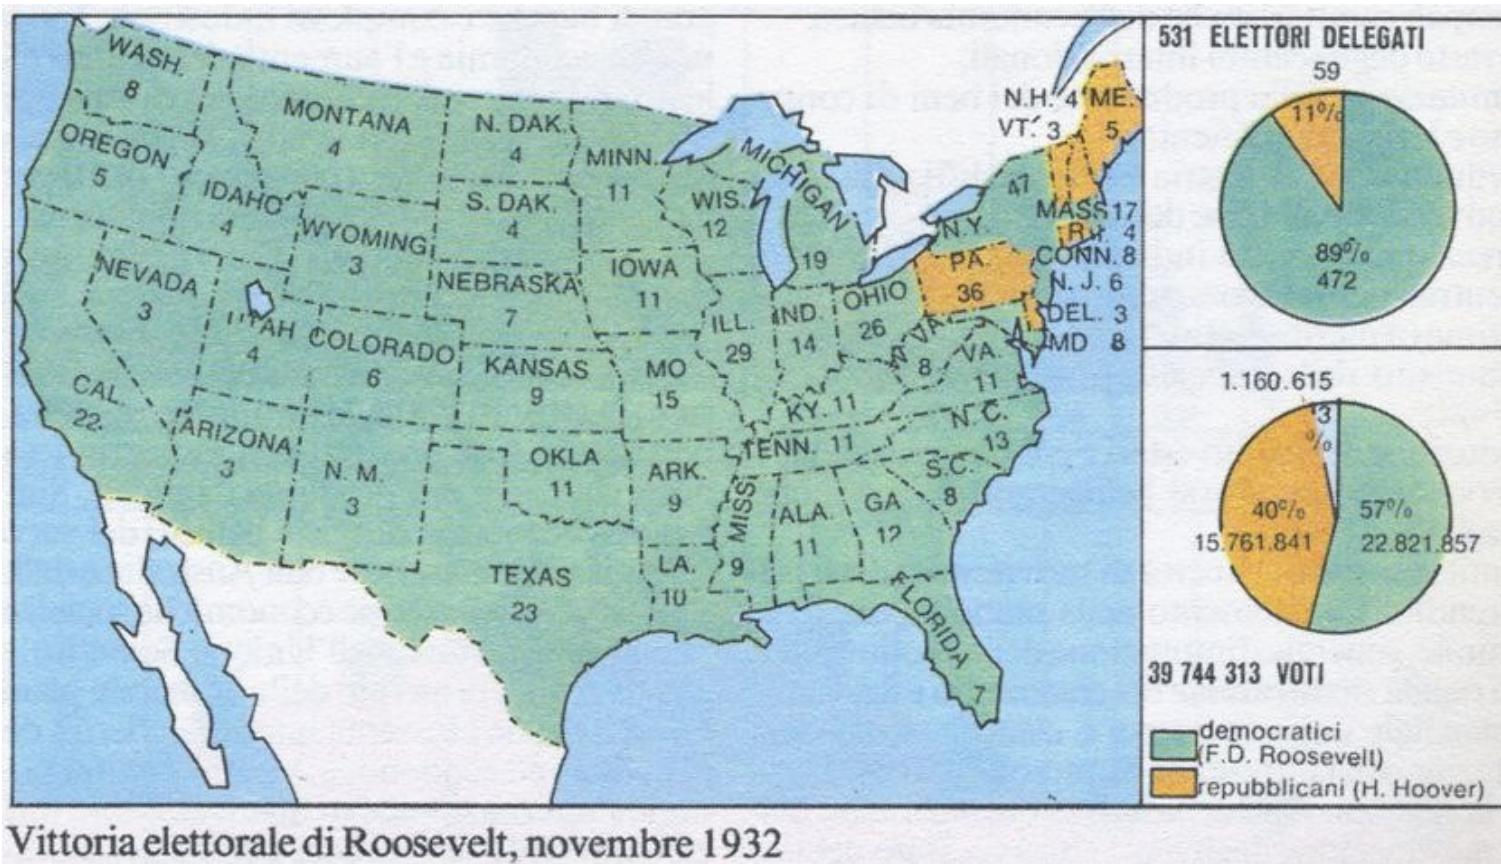 WASH.
8
OREGON
5
MONTANA
4
IDAHO
4
WYOMING
3
NEVADA
3
UTAH
4
COLORADO
6
CAL.
22.
ARIZONA
3
N. M.
3
N. DAK.
4
S. DAK.
4
NEBRASKA
7
KANSAS
9
OKLA
11
TEXAS
23
MINN.
11
IOWA
11
MO
15
ARK.
9
LA.
10
WIS.
12
ILL.
29
MICHIGAN
19
IND.
14
OHIO
26
KY. 11
TENN. 11
MISS
9
ALA.
11
GA
12
FLORIDA
7
S.C.
8
N.C.
13
VA.
11
W VA.
8
PA.
36
N.Y.
47
N.H. 4
VT. 3
ME.
5
MASS 17
R.I. 4
CONN. 8
N. J. 6
DEL. 3
MD 8
531 ELETTORI DELEGATI
59
11%
89%
472
1.160.615
3
%
40%
15.761.841
57%
22.821.857
39 744 313 VOTI
democratici
(F.D. Roosevelt)
repubblicani (H. Hoover)
Vittoria elettorale di Roosevelt, novembre 1932